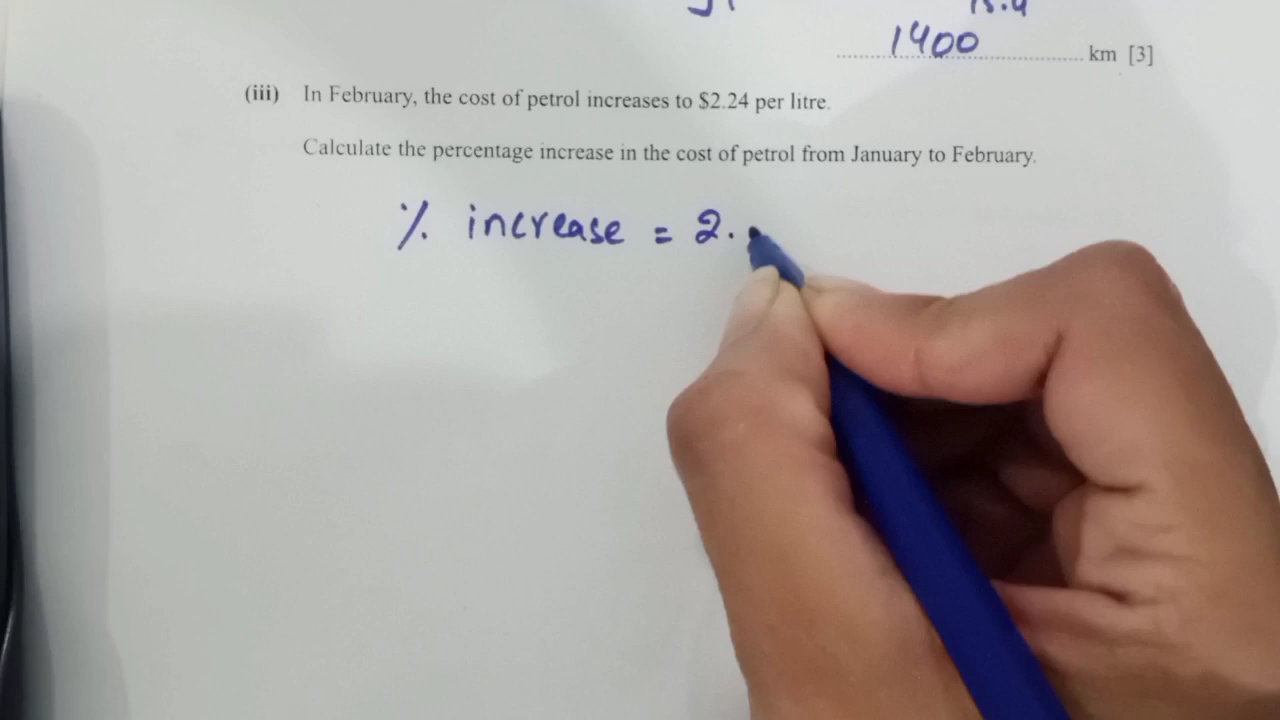 1400 km [3]
(iii) In February, the cost of petrol increases to $2.24 per litre.
Calculate the percentage increase in the cost of petrol from January to February.
% increase = 2.